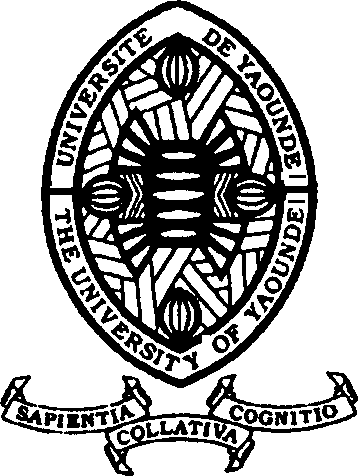 UNIVERSITE DE YAOUNDE I
THE UNIVERSITY OF YAOUNDE I
SAPIENTIA
COLLATIVA
COGNITIO